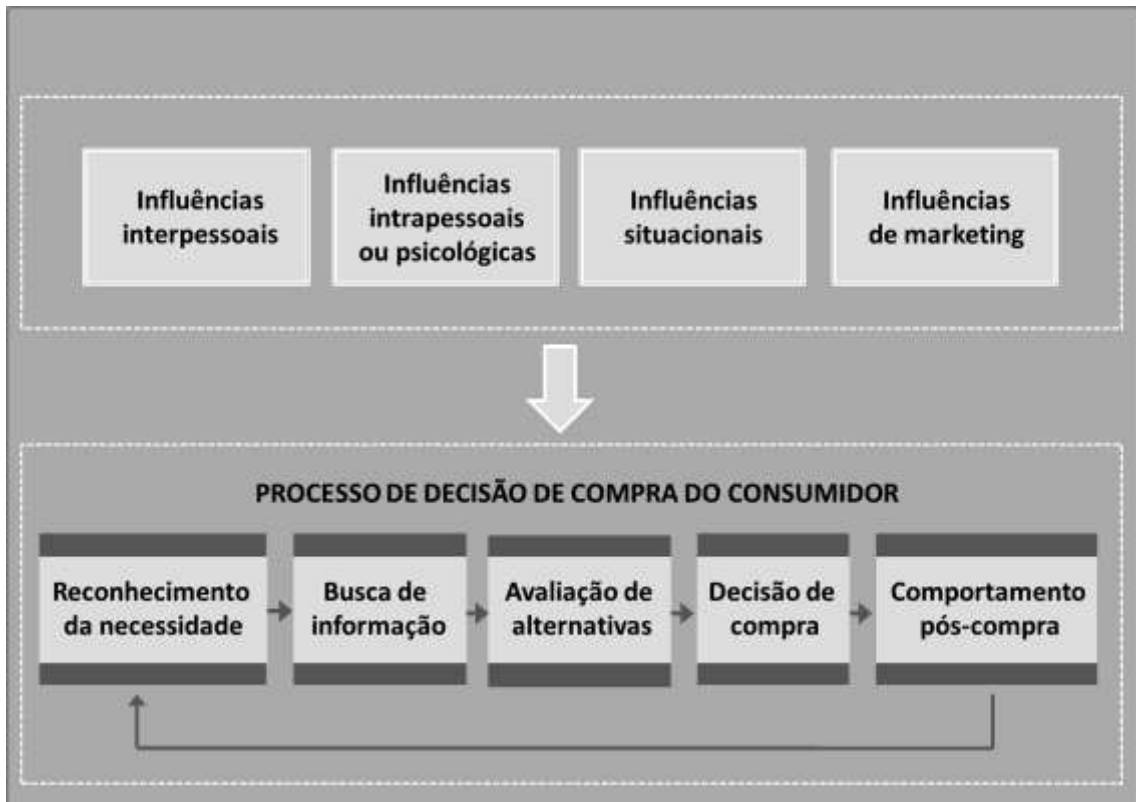 Influências
interpessoais
Influências
intrapessoais
ou psicológicas
Influências
situacionais
Influências
de marketing
PROCESSO DE DECISÃO DE COMPRA DO CONSUMIDOR
Reconhecimento
da necessidade
Busca de
informação
Avaliação de
alternativas
Decisão de
compra
Comportamento
pós-compra